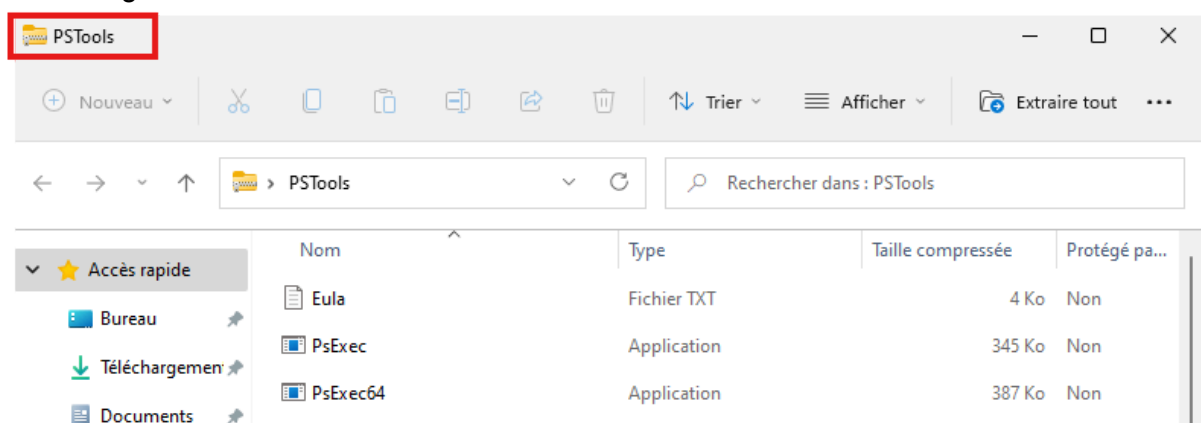 PSTools
Nouveau Trier Afficher Extraire tout
PSTools Rechercher dans : PSTools
Nom Type Taille compressée Protégé pa...
Accès rapide
Eula Fichier TXT 4 Ko Non
Bureau
PsExec Application 345 Ko Non
Téléchargemen
PsExec64 Application 387 Ko Non
Documents